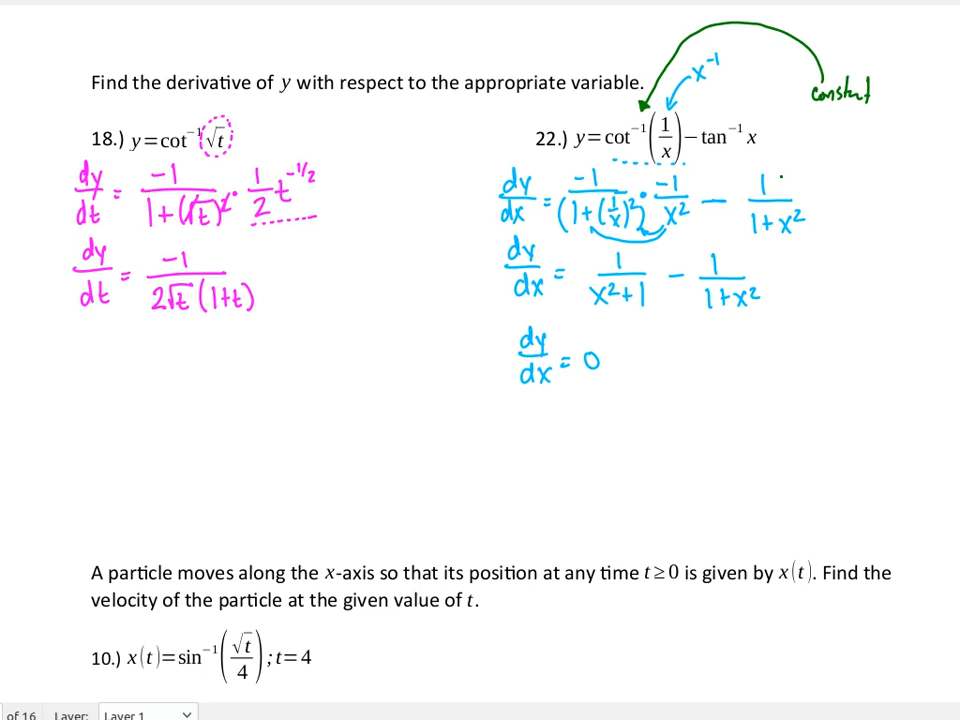 Find the derivative of y with respect to the appropriate variable.
x⁻¹
constant
18.) y=cot⁻¹√t
22.) y=cot⁻¹(1/x)−tan⁻¹ x
dy/dt = -1/(1+(√t)²) · 1/2 t^(-1/2)
dy/dx = -1/(1+(1/x)²) · -1/x² − 1/(1+x²)
dy/dt = -1/(2√t (1+t))
dy/dx = 1/(x²+1) − 1/(1+x²)
dy/dx = 0
A particle moves along the x-axis so that its position at any time t≥0 is given by x(t). Find the
velocity of the particle at the given value of t.
10.) x(t)=sin⁻¹(√t/4); t=4
of 16 Layer: Layer 1